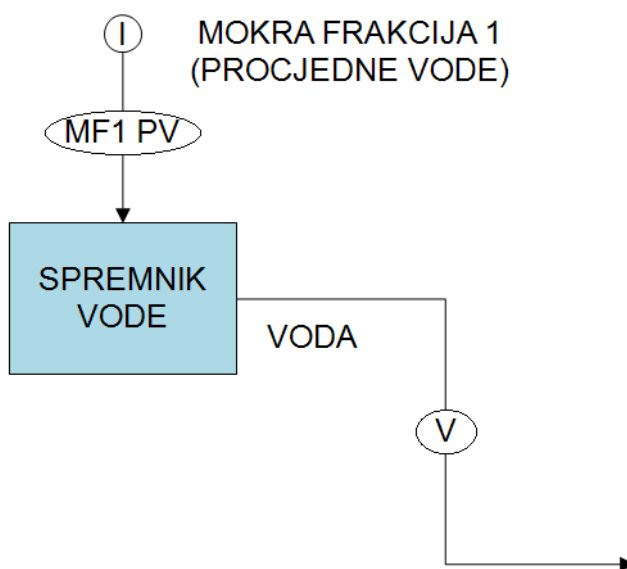 I
MOKRA FRAKCIJA 1
(PROCJEDNE VODE)
MF1 PV
SPREMNIK
VODE
VODA
V